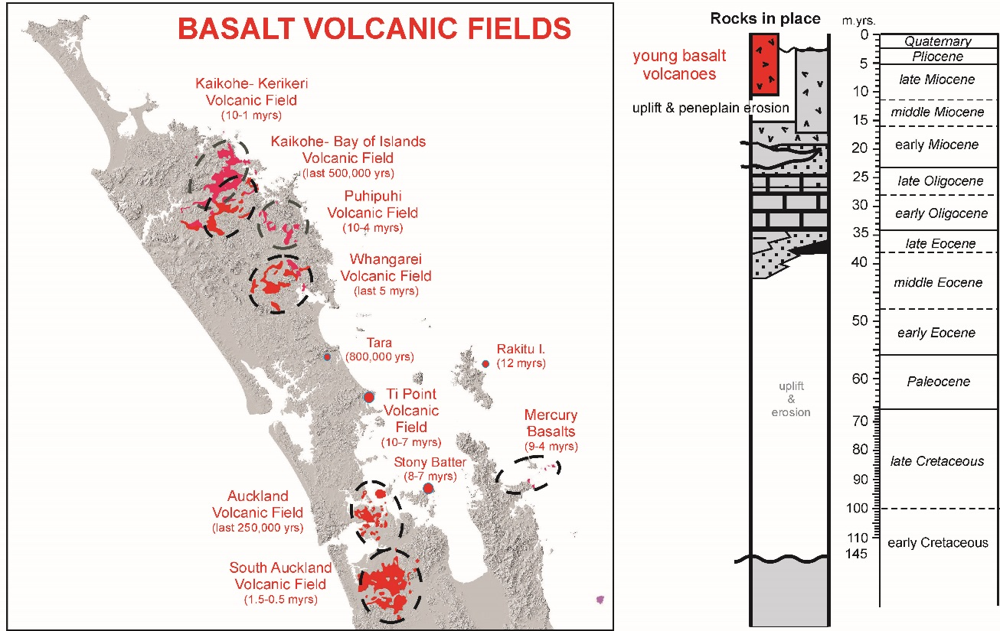 BASALT VOLCANIC FIELDS
Kaikohe- Kerikeri
Volcanic Field
(10-1 myrs)
Kaikohe- Bay of Islands
Volcanic Field
(last 500,000 yrs)
Puhipuhi
Volcanic Field
(10-4 myrs)
Whangarei
Volcanic Field
(last 5 myrs)
Tara
(800,000 yrs)
Rakitu I.
(12 myrs)
Ti Point
Volcanic
Field
(10-7 myrs)
Mercury
Basalts
(9-4 myrs)
Stony Batter
(8-7 myrs)
Auckland
Volcanic Field
(last 250,000 yrs)
South Auckland
Volcanic Field
(1.5-0.5 myrs)
Rocks in place
m.yrs.
young basalt
volcanoes
uplift & peneplain erosion
uplift
&
erosion
0
5
10
15
20
25
30
35
40
50
60
70
80
90
100
110
145
Quaternary
Pliocene
late Miocene
middle Miocene
early Miocene
late Oligocene
early Oligocene
late Eocene
middle Eocene
early Eocene
Paleocene
late Cretaceous
early Cretaceous